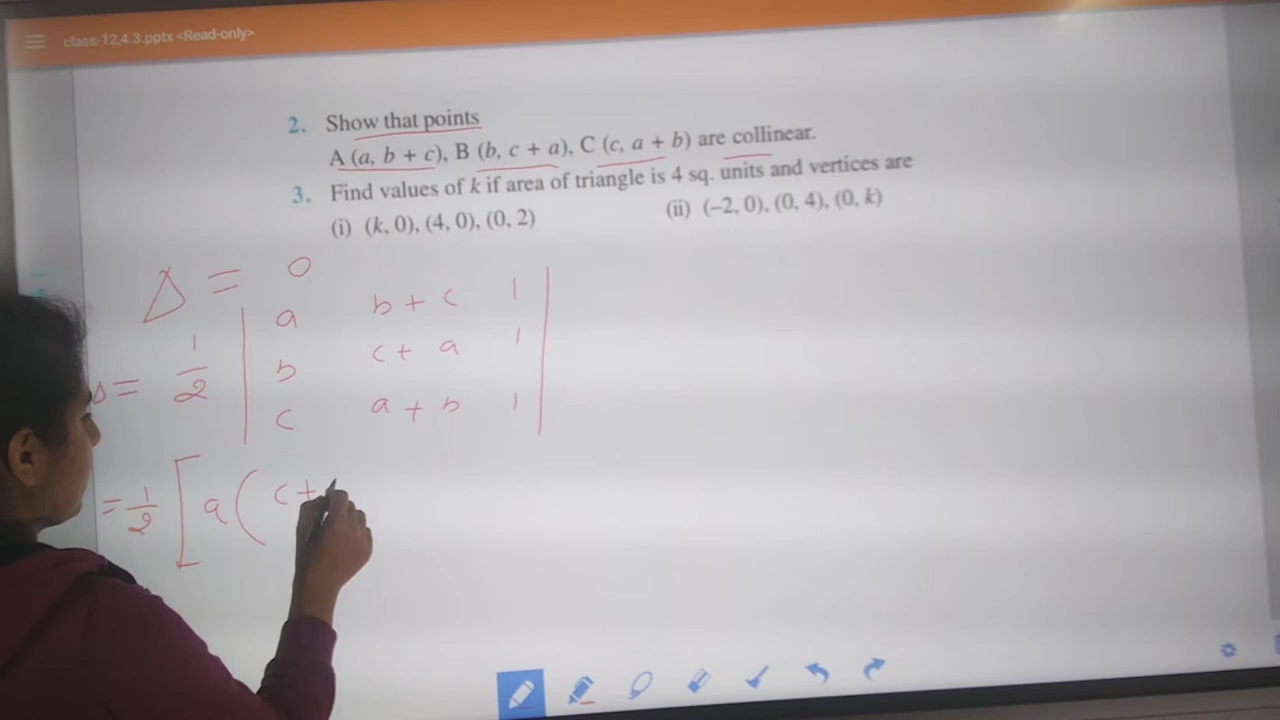 class-12,4.3.pptx <Read-only>
2. Show that points
A (a, b + c), B (b, c + a), C (c, a + b) are collinear.
3. Find values of k if area of triangle is 4 sq. units and vertices are
(i) (k, 0), (4, 0), (0, 2) (ii) (–2, 0), (0, 4), (0, k)
Δ = 0
Δ = 1/2 | a b + c 1
b c + a 1
c a + b 1 |
= 1/2 [ a ( c +